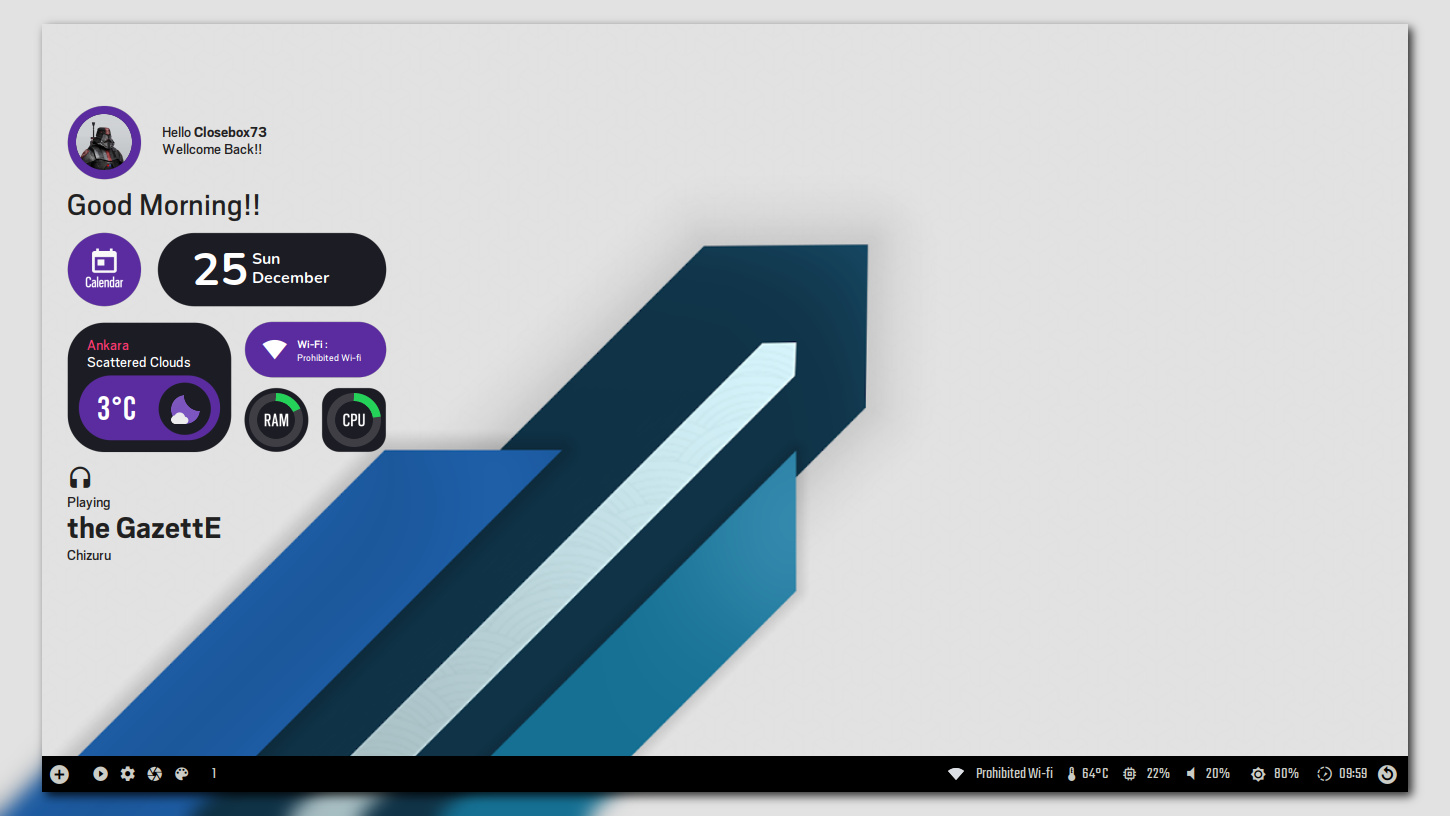 Hello Closebox73
Wellcome Back!!
Good Morning!!
Calendar
25
Sun
December
Ankara
Scattered Clouds
3°C
Wi-Fi :
Prohibited Wi-fi
RAM
CPU
Playing
the GazettE
Chizuru
1
Prohibited Wi-fi
64°C
22%
20%
80%
09:59